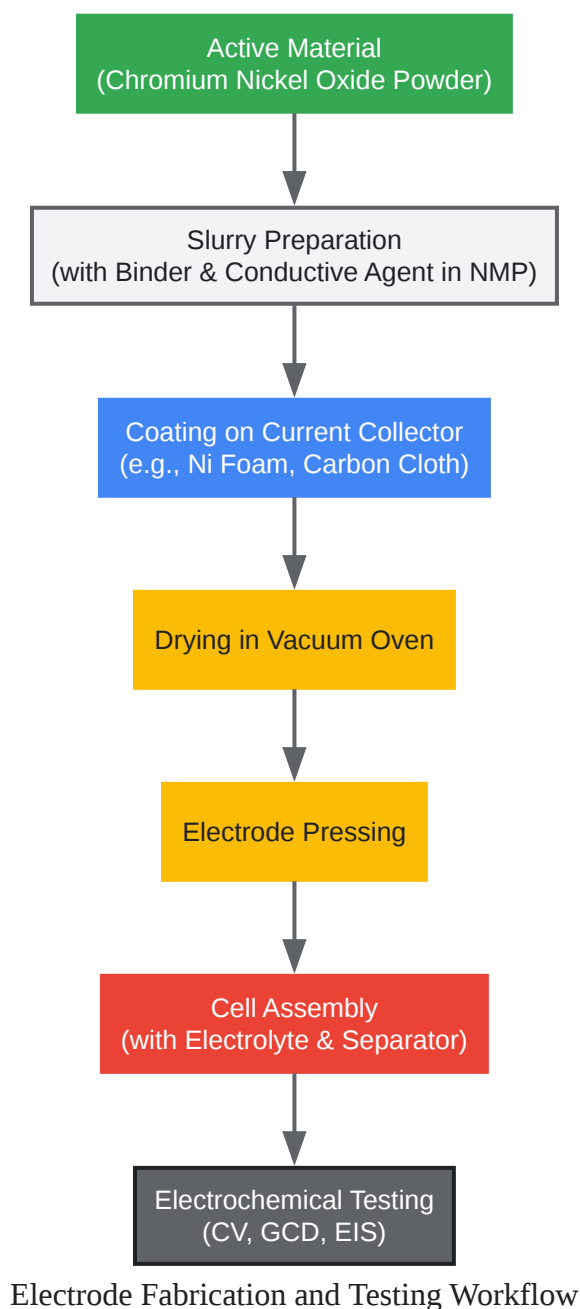 Active Material
(Chromium Nickel Oxide Powder)
Slurry Preparation
(with Binder & Conductive Agent in NMP)
Coating on Current Collector
(e.g., Ni Foam, Carbon Cloth)
Drying in Vacuum Oven
Electrode Pressing
Cell Assembly
(with Electrolyte & Separator)
Electrochemical Testing
(CV, GCD, EIS)
Electrode Fabrication and Testing Workflow